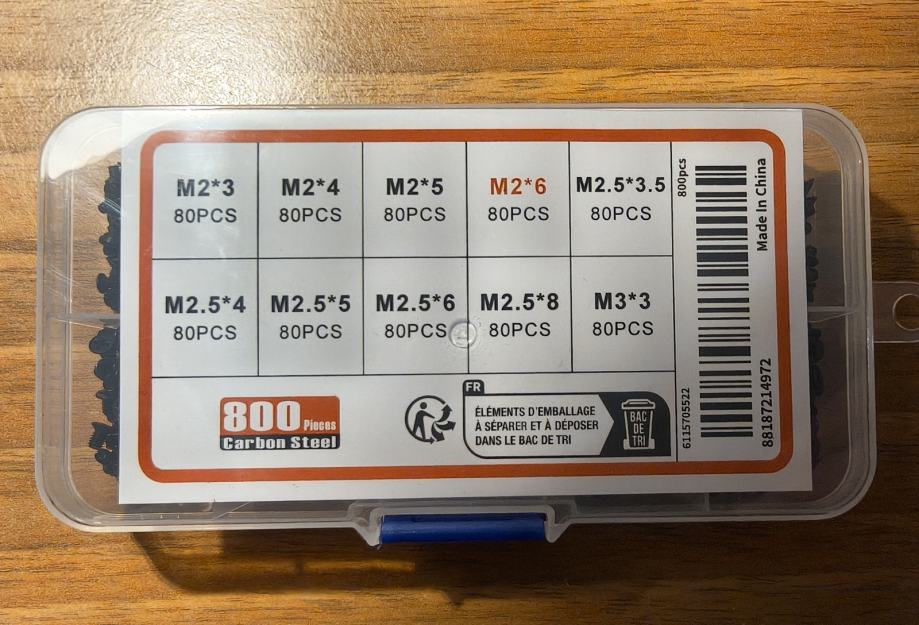 M2*3
80PCS
M2*4
80PCS
M2*5
80PCS
M2*6
80PCS
M2.5*3.5
80PCS
M2.5*4
80PCS
M2.5*5
80PCS
M2.5*6
80PCS
M2.5*8
80PCS
M3*3
80PCS
800 Pieces
Carbon Steel
FR
ÉLÉMENTS D'EMBALLAGE
À SÉPARER ET À DÉPOSER
DANS LE BAC DE TRI
BAC
DE
TRI
800pcs
6115705522
Made In China
88187214972